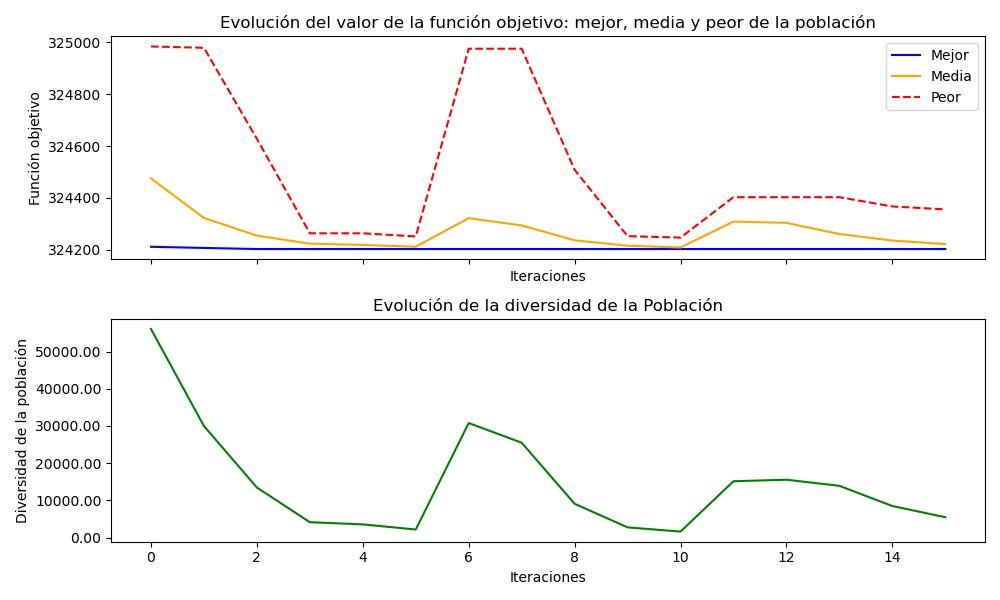 Evolución del valor de la función objetivo: mejor, media y peor de la población
325000
324800
324600
324400
324200
Función objetivo
Mejor
Media
Peor
Iteraciones
Evolución de la diversidad de la Población
50000.00
40000.00
30000.00
20000.00
10000.00
0.00
Diversidad de la población
0 2 4 6 8 10 12 14
Iteraciones